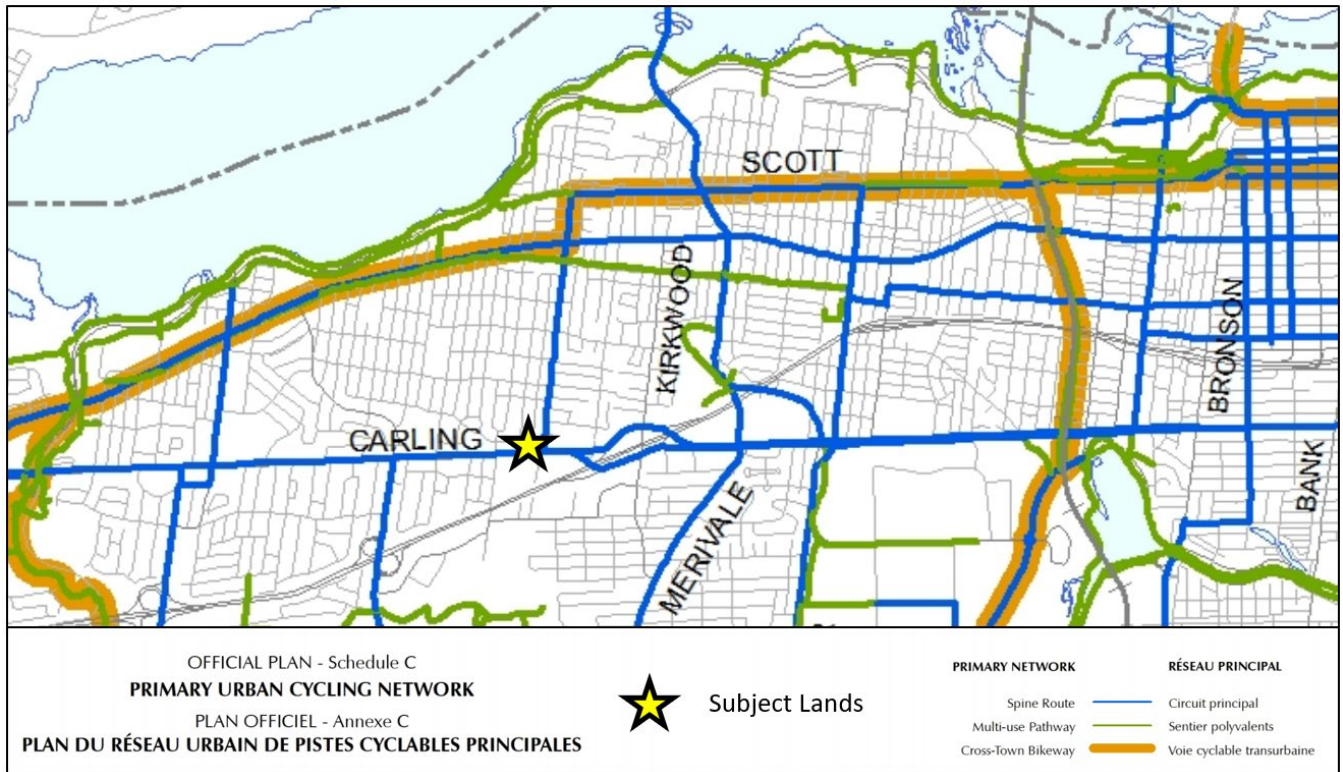 SCOTT
KIRKWOOD
BRONSON
CARLING
BANK
MERIVALE
OFFICIAL PLAN - Schedule C
PRIMARY URBAN CYCLING NETWORK
PLAN OFFICIEL - Annexe C
PLAN DU RÉSEAU URBAIN DE PISTES CYCLABLES PRINCIPALES
Subject Lands
PRIMARY NETWORK RÉSEAU PRINCIPAL
Spine Route Circuit principal
Multi-use Pathway Sentier polyvalents
Cross-Town Bikeway Voie cyclable transurbaine